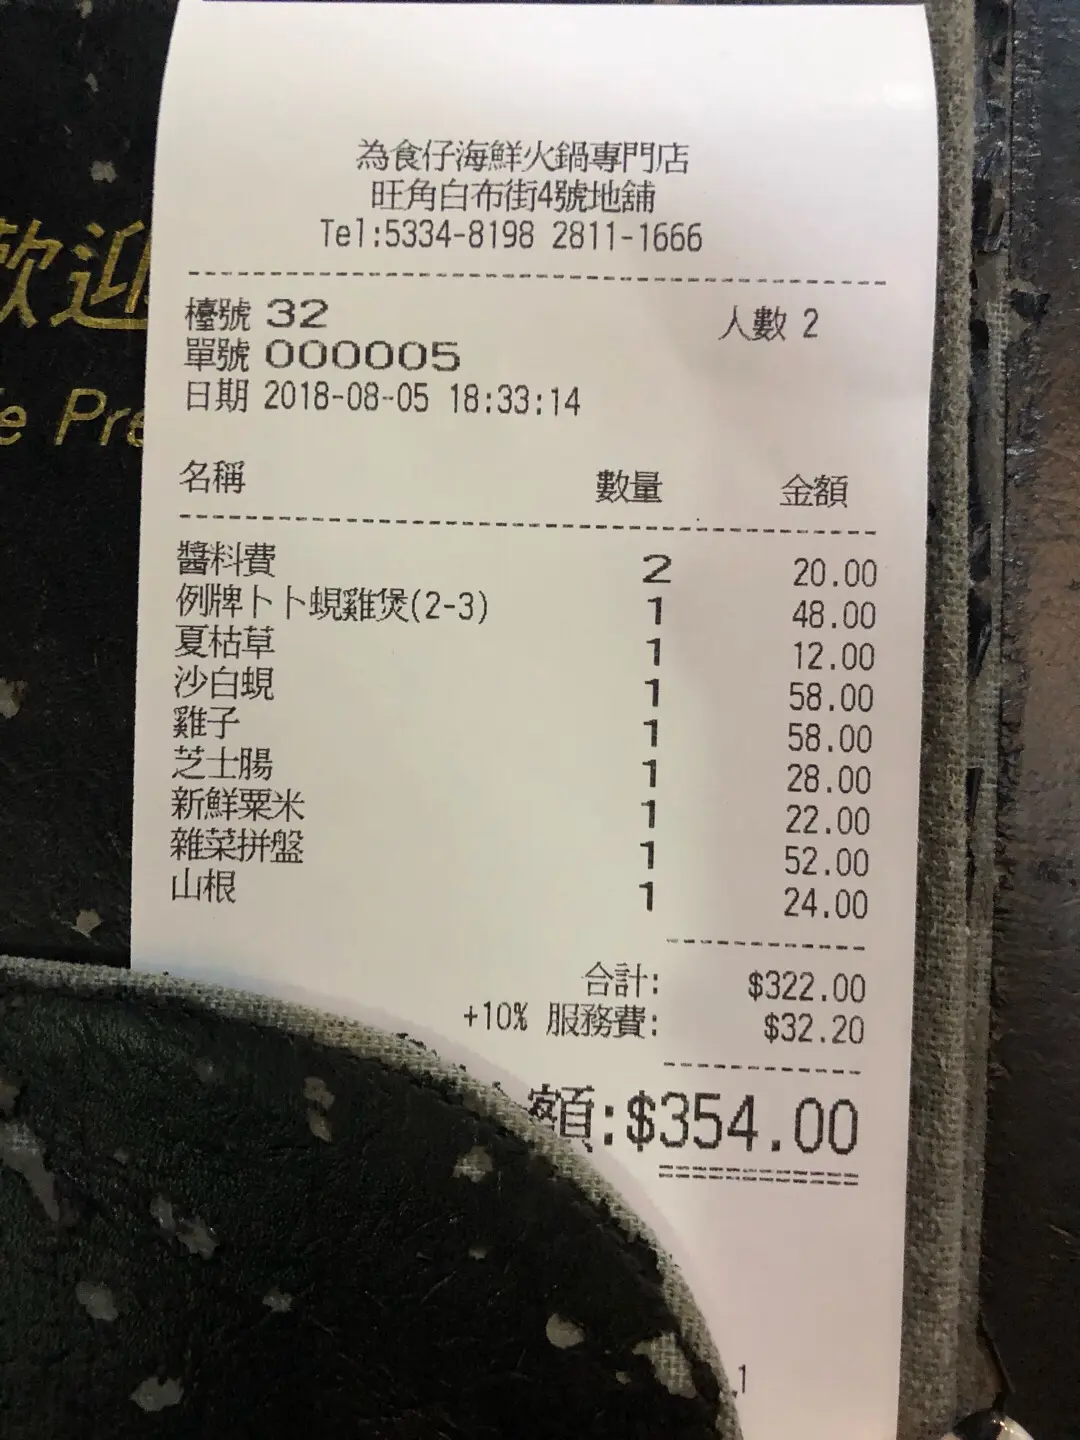 為食仔海鮮火鍋專門店
旺角白布街4號地舖
Tel:5334-8198 2811-1666
歡迎
e Pre
檯號 32 人數 2
單號 000005
日期 2018-08-05 18:33:14
名稱 數量 金額
醬料費 2 20.00
例牌卜卜蜆雞煲(2-3) 1 48.00
夏枯草 1 12.00
沙白蜆 1 58.00
雞子 1 58.00
芝士腸 1 28.00
新鮮粟米 1 22.00
雜菜拼盤 1 52.00
山根 1 24.00
合計: $322.00
+10% 服務費: $32.20
額:$354.00
1